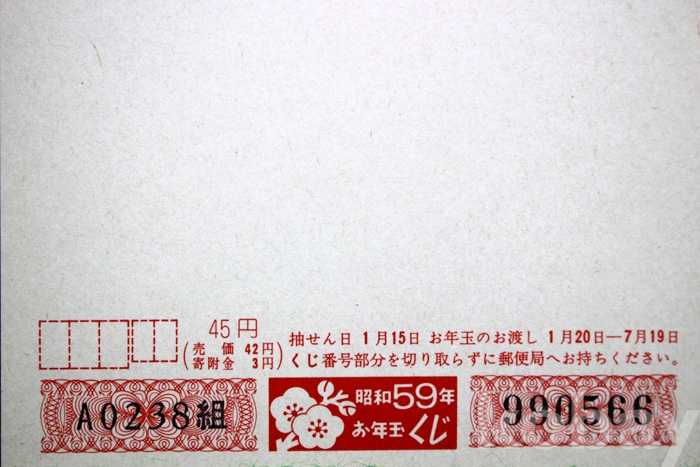 45円
(売価 42円
寄附金 3円)
抽せん日 1月15日 お年玉のお渡し 1月20日―7月19日
くじ番号部分を切り取らずに郵便局へお持ちください。
A0238組
昭和59年
お年玉くじ
990566